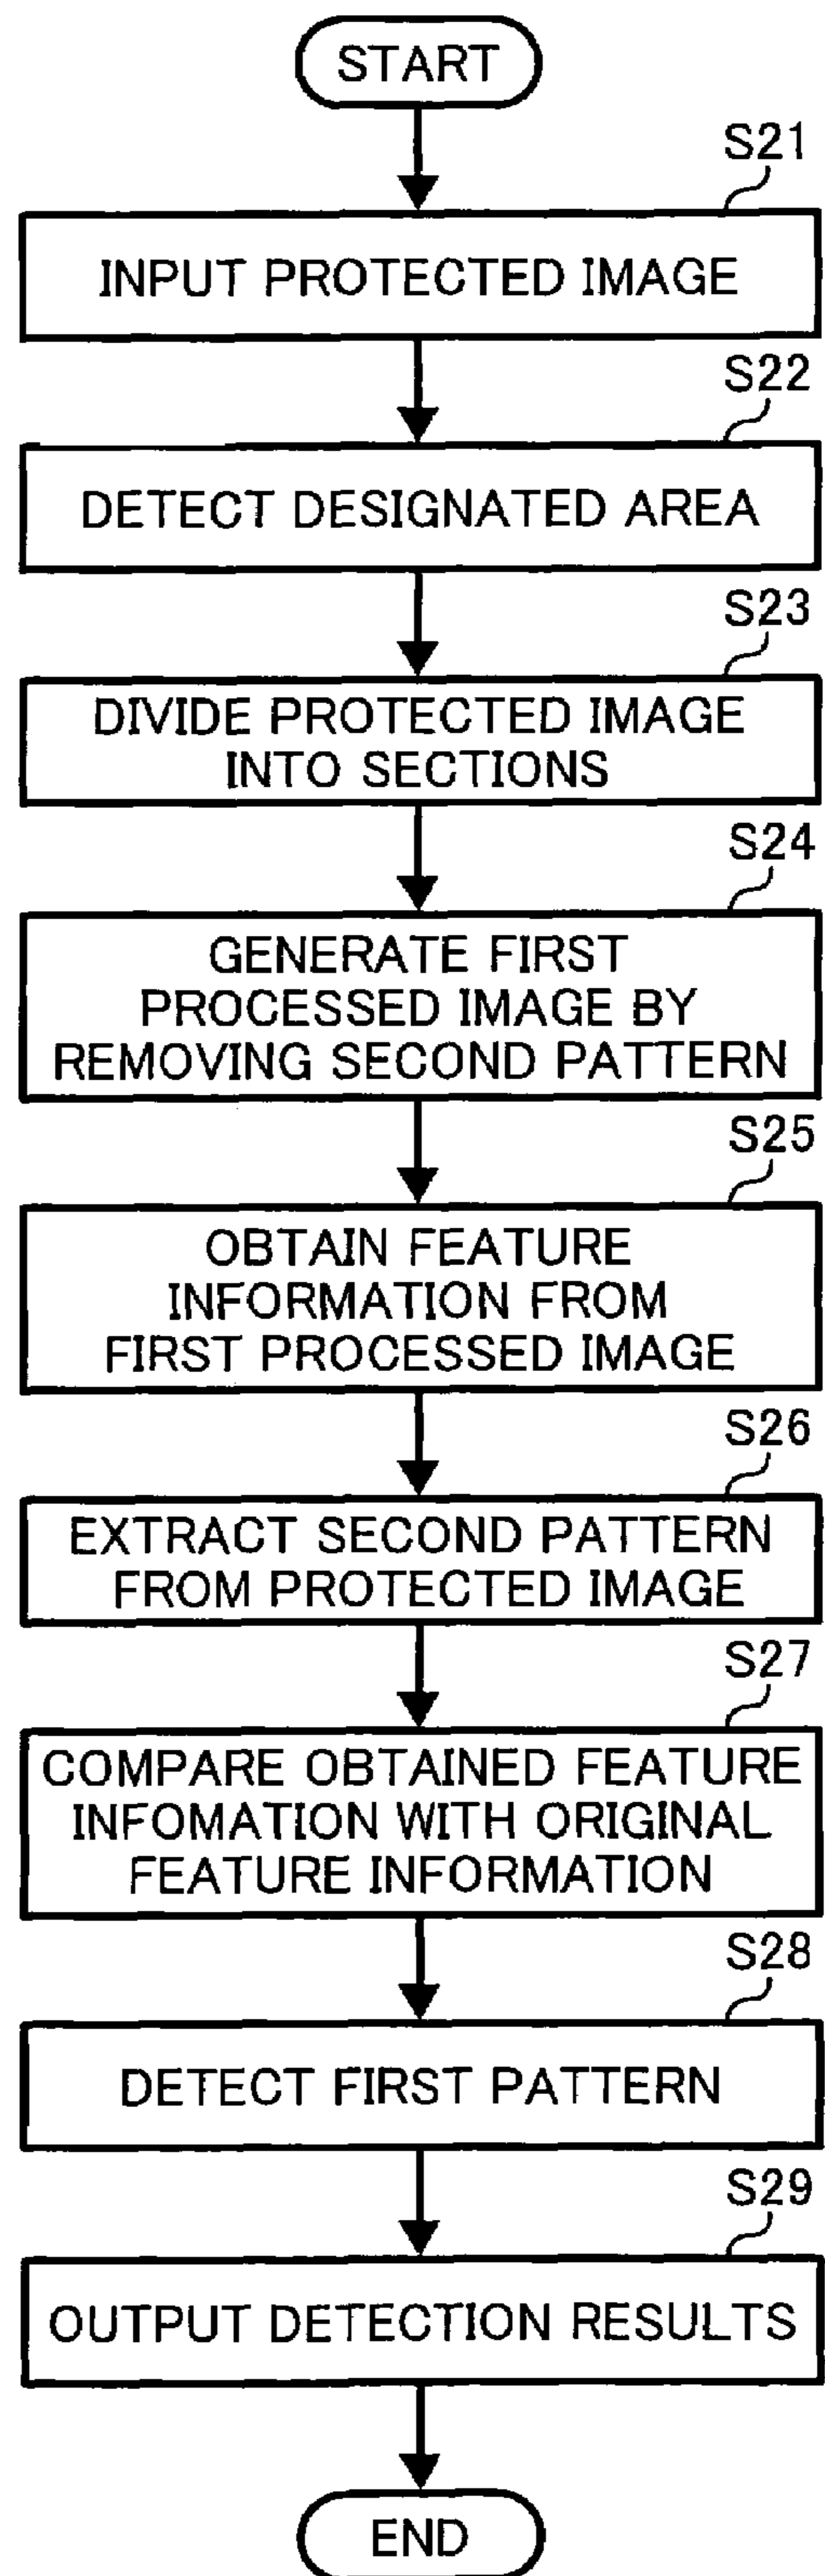 START
S21
INPUT PROTECTED IMAGE
S22
DETECT DESIGNATED AREA
S23
DIVIDE PROTECTED IMAGE
INTO SECTIONS
S24
GENERATE FIRST
PROCESSED IMAGE BY
REMOVING SECOND PATTERN
S25
OBTAIN FEATURE
INFORMATION FROM
FIRST PROCESSED IMAGE
S26
EXTRACT SECOND PATTERN
FROM PROTECTED IMAGE
S27
COMPARE OBTAINED FEATURE
INFOMATION WITH ORIGINAL
FEATURE INFORMATION
S28
DETECT FIRST PATTERN
S29
OUTPUT DETECTION RESULTS
END